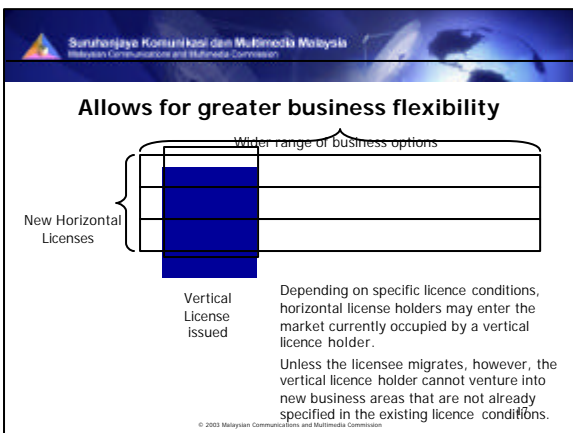 Suruhanjaya Komunikasi dan Multimedia Malaysia
Malaysian Communications and Multimedia Commission
Allows for greater business flexibility
Wider range of business options
New Horizontal
Licenses
Vertical
License
issued
Depending on specific licence conditions,
horizontal license holders may enter the
market currently occupied by a vertical
licence holder.
Unless the licensee migrates, however, the
vertical licence holder cannot venture into
new business areas that are not already
specified in the existing licence conditions.
17
© 2003 Malaysian Communications and Multimedia Commission